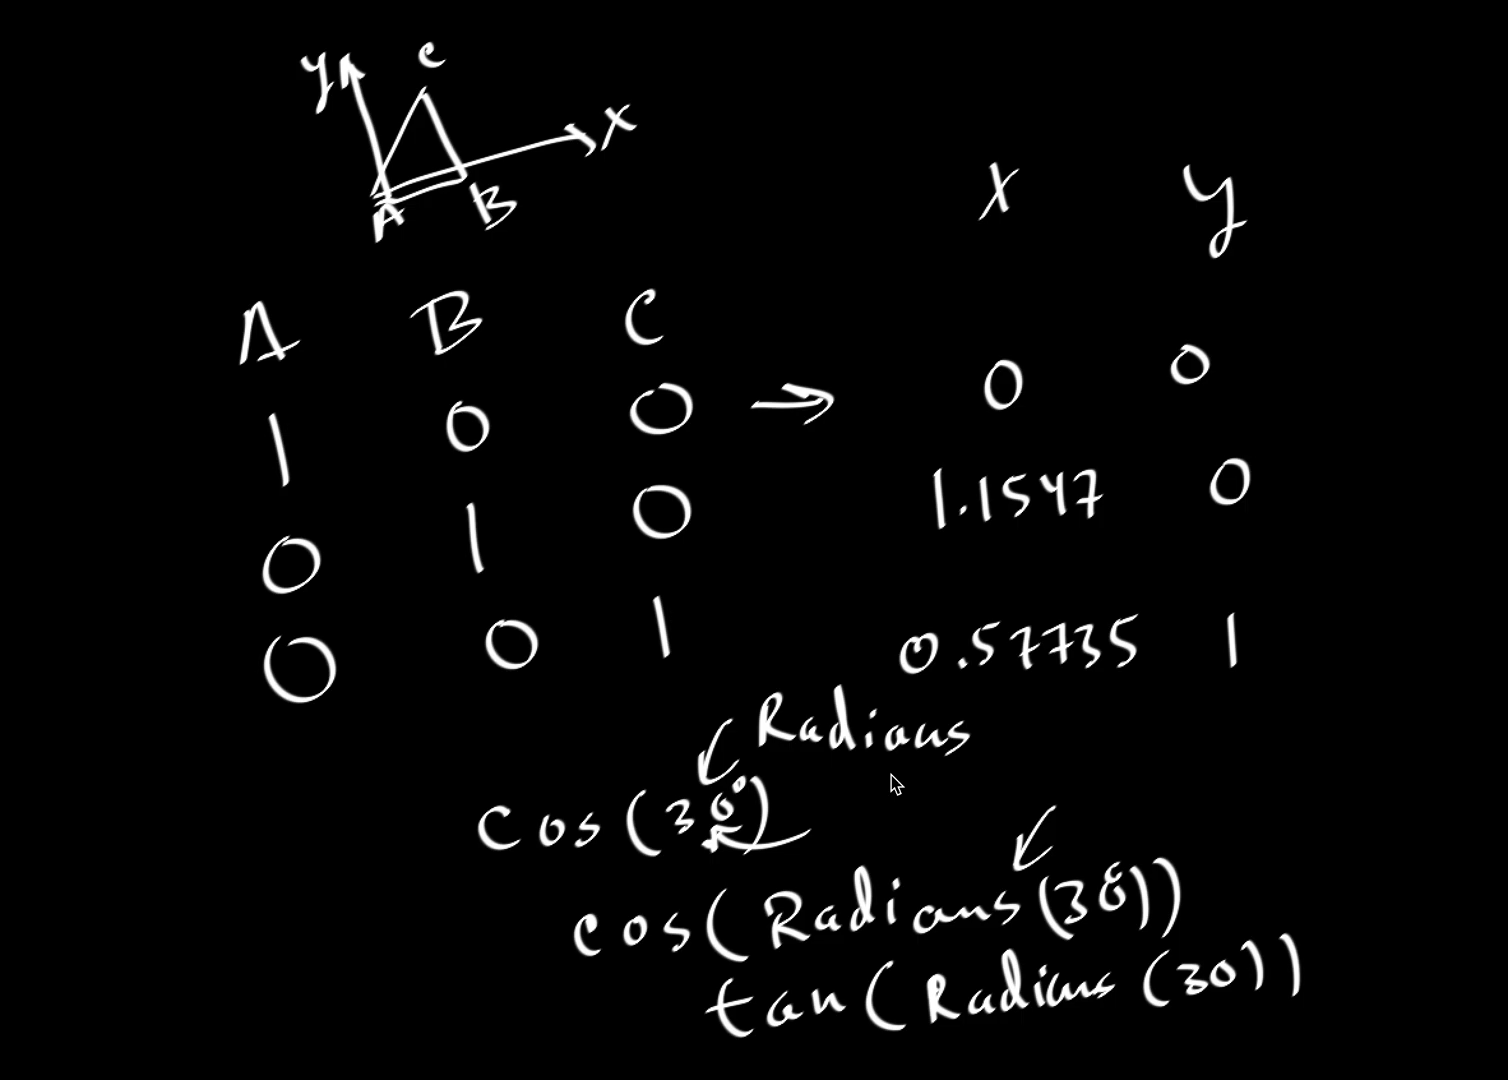 y C
x
A B
x y
A B C
1 0 0 → 0 0
0 1 0 1.1547 0
0 0 1 0.57735 1
Radians
cos(30°)
cos(Radians(30))
tan(Radians(30))